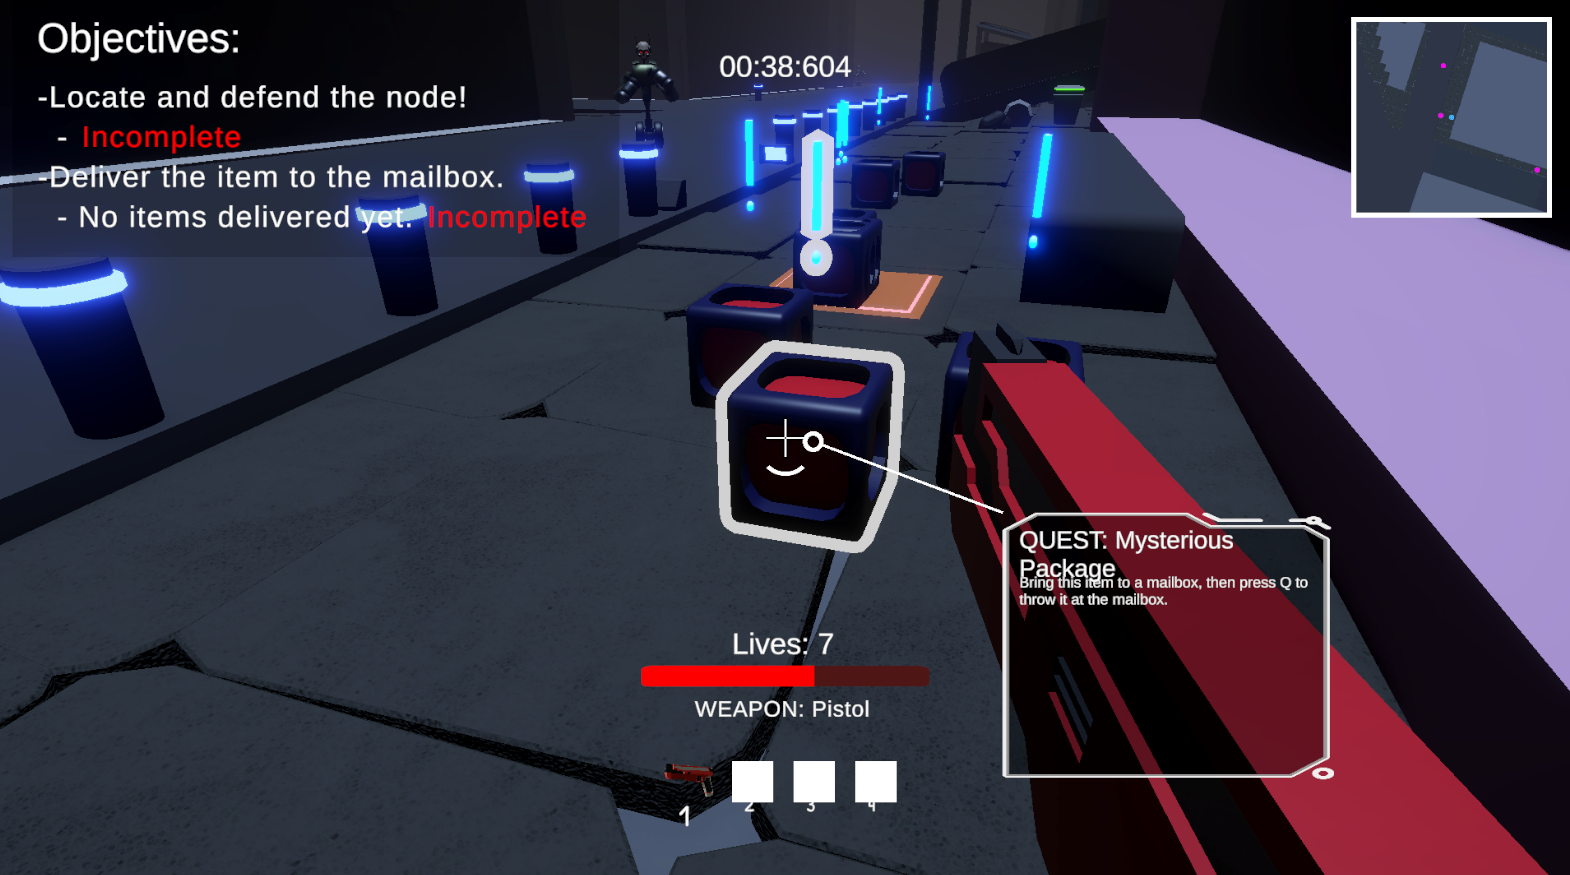 Objectives:
-Locate and defend the node!
- Incomplete
-Deliver the item to the mailbox.
- No items delivered yet. Incomplete
00:38:604
QUEST: Mysterious
Package
Bring this item to a mailbox, then press Q to
throw it at the mailbox.
Lives: 7
WEAPON: Pistol
1 2 3 4